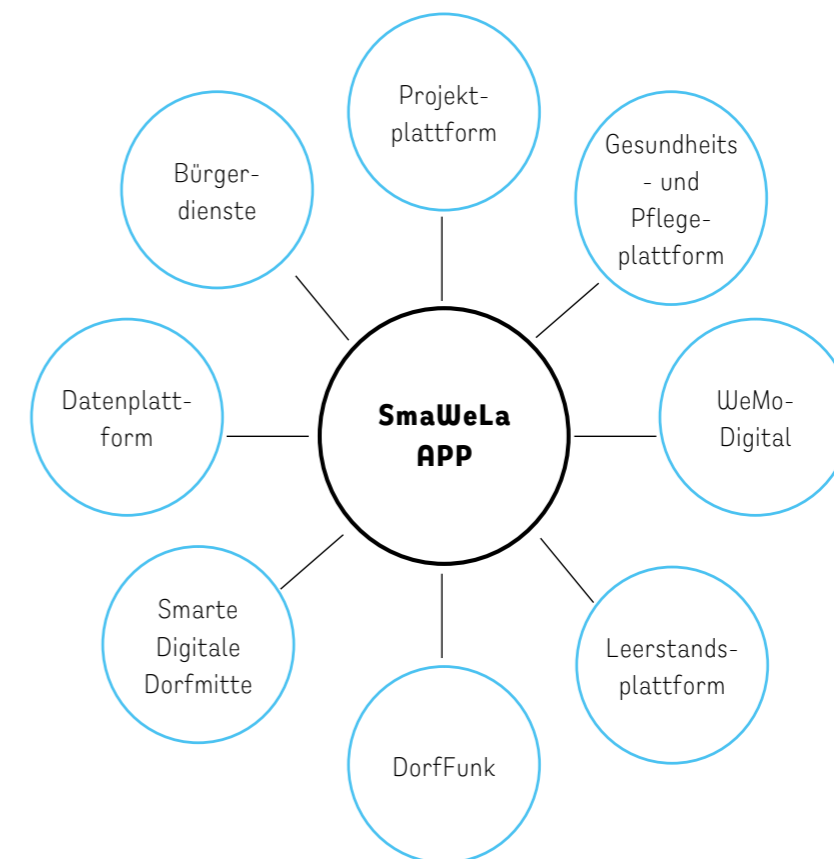 Projekt-
plattform
Gesundheits
- und
Pflege-
plattform
Bürger-
dienste
Datenplatt-
form
SmaWeLa
APP
WeMo-
Digital
Smarte
Digitale
Dorfmitte
Leerstands-
plattform
DorfFunk